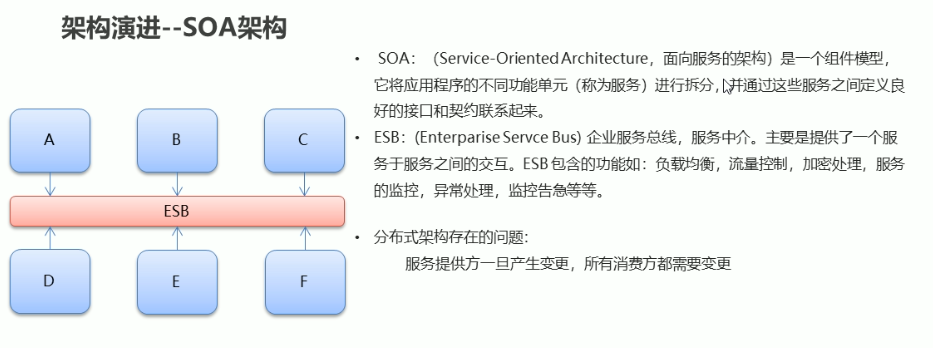 架构演进--SOA架构
• SOA：（Service-Oriented Architecture，面向服务的架构）是一个组件模型，
它将应用程序的不同功能单元（称为服务）进行拆分，并通过这些服务之间定义良
好的接口和契约联系起来。
• ESB：(Enterparise Servce Bus) 企业服务总线，服务中介。主要是提供了一个服
务于服务之间的交互。ESB 包含的功能如：负载均衡，流量控制，加密处理，服务
的监控，异常处理，监控告急等等。
• 分布式架构存在的问题：
服务提供方一旦产生变更，所有消费方都需要变更
A B C
ESB
D E F